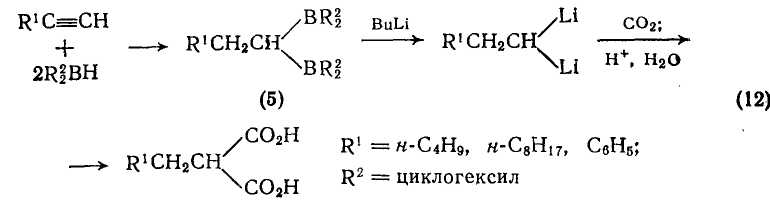 R¹C≡CH
+
2R²₂BH
→
R¹CH₂CH
BR²₂
BR²₂
(5)
BuLi
R¹CH₂CH
Li
Li
CO₂;
H⁺, H₂O
(12)
→ R¹CH₂CH
CO₂H
CO₂H
R¹ = н-C₄H₉, н-C₈H₁₇, C₆H₅;
R² = циклогексил